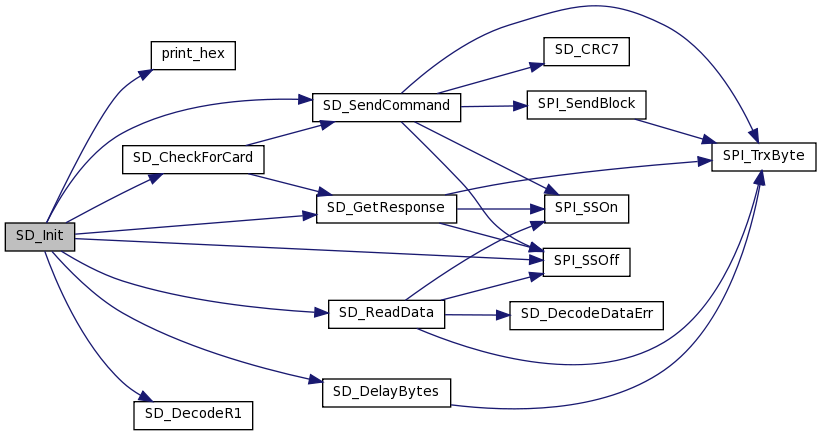 print_hex
SD_CRC7
SD_SendCommand
SPI_SendBlock
SD_CheckForCard
SPI_TrxByte
SD_GetResponse
SPI_SSOn
SD_Init
SPI_SSOff
SD_ReadData
SD_DecodeDataErr
SD_DelayBytes
SD_DecodeR1